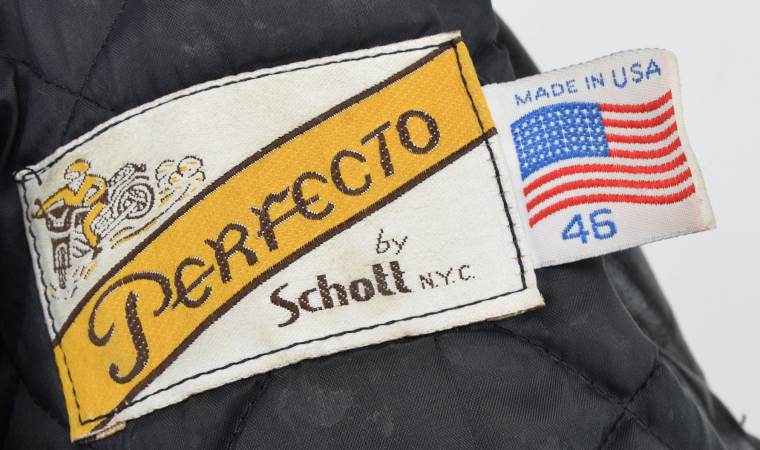 PERFECTO
by
Schott N.Y.C.
MADE IN USA
46